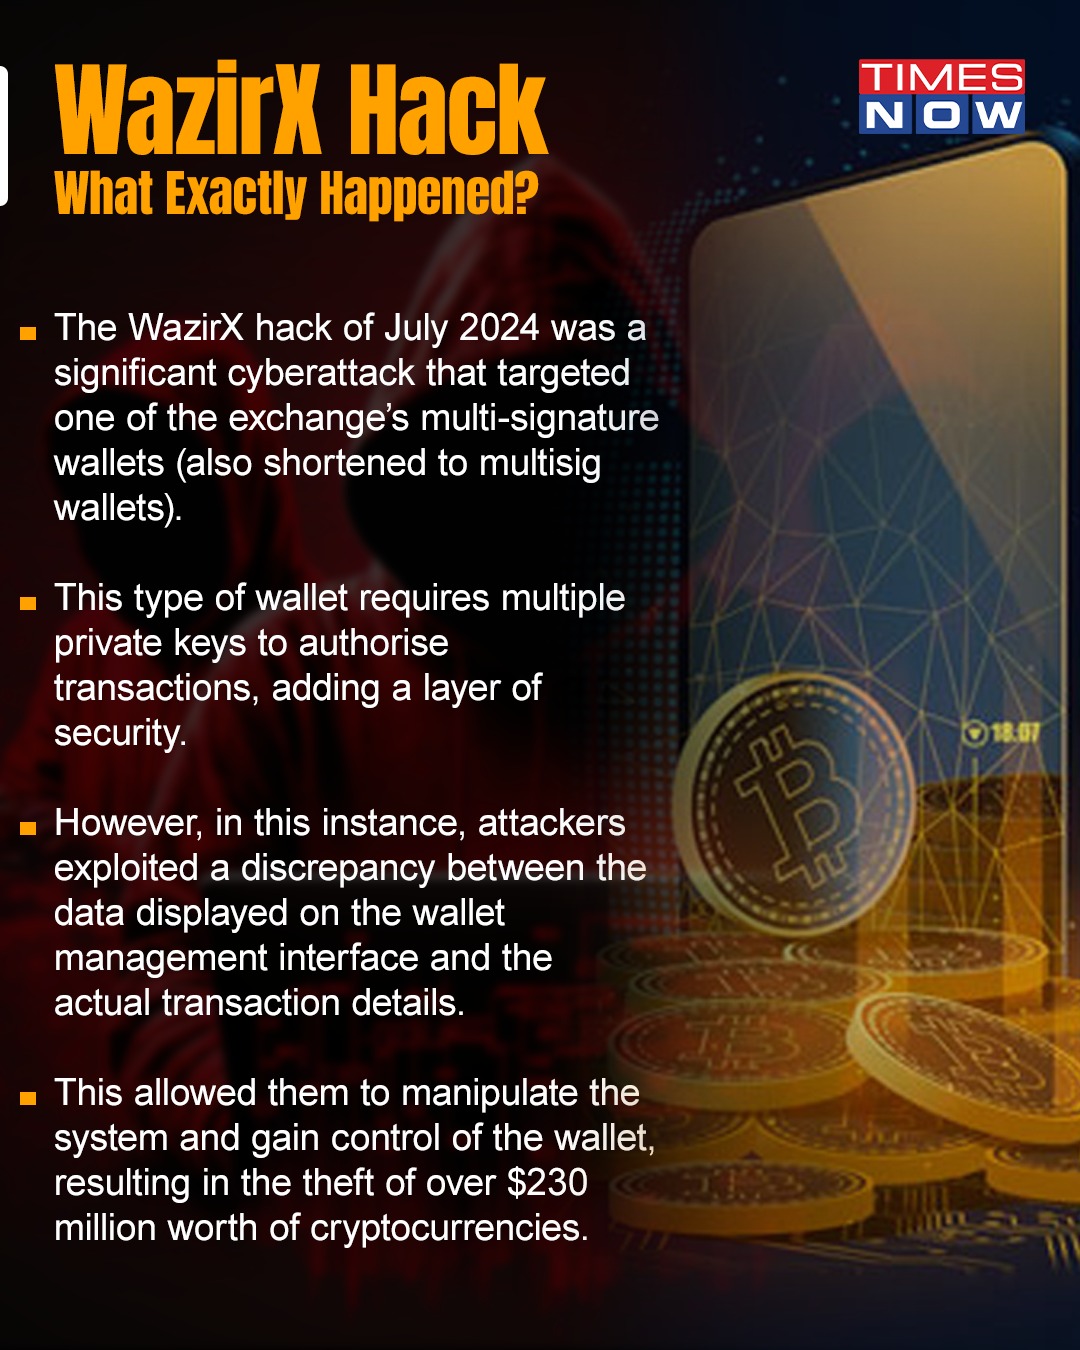 WazirX Hack
What Exactly Happened?
TIMES
NOW
The WazirX hack of July 2024 was a
significant cyberattack that targeted
one of the exchange’s multi-signature
wallets (also shortened to multisig
wallets).
This type of wallet requires multiple
private keys to authorise
transactions, adding a layer of
security.
However, in this instance, attackers
exploited a discrepancy between the
data displayed on the wallet
management interface and the
actual transaction details.
This allowed them to manipulate the
system and gain control of the wallet,
resulting in the theft of over $230
million worth of cryptocurrencies.
18.07